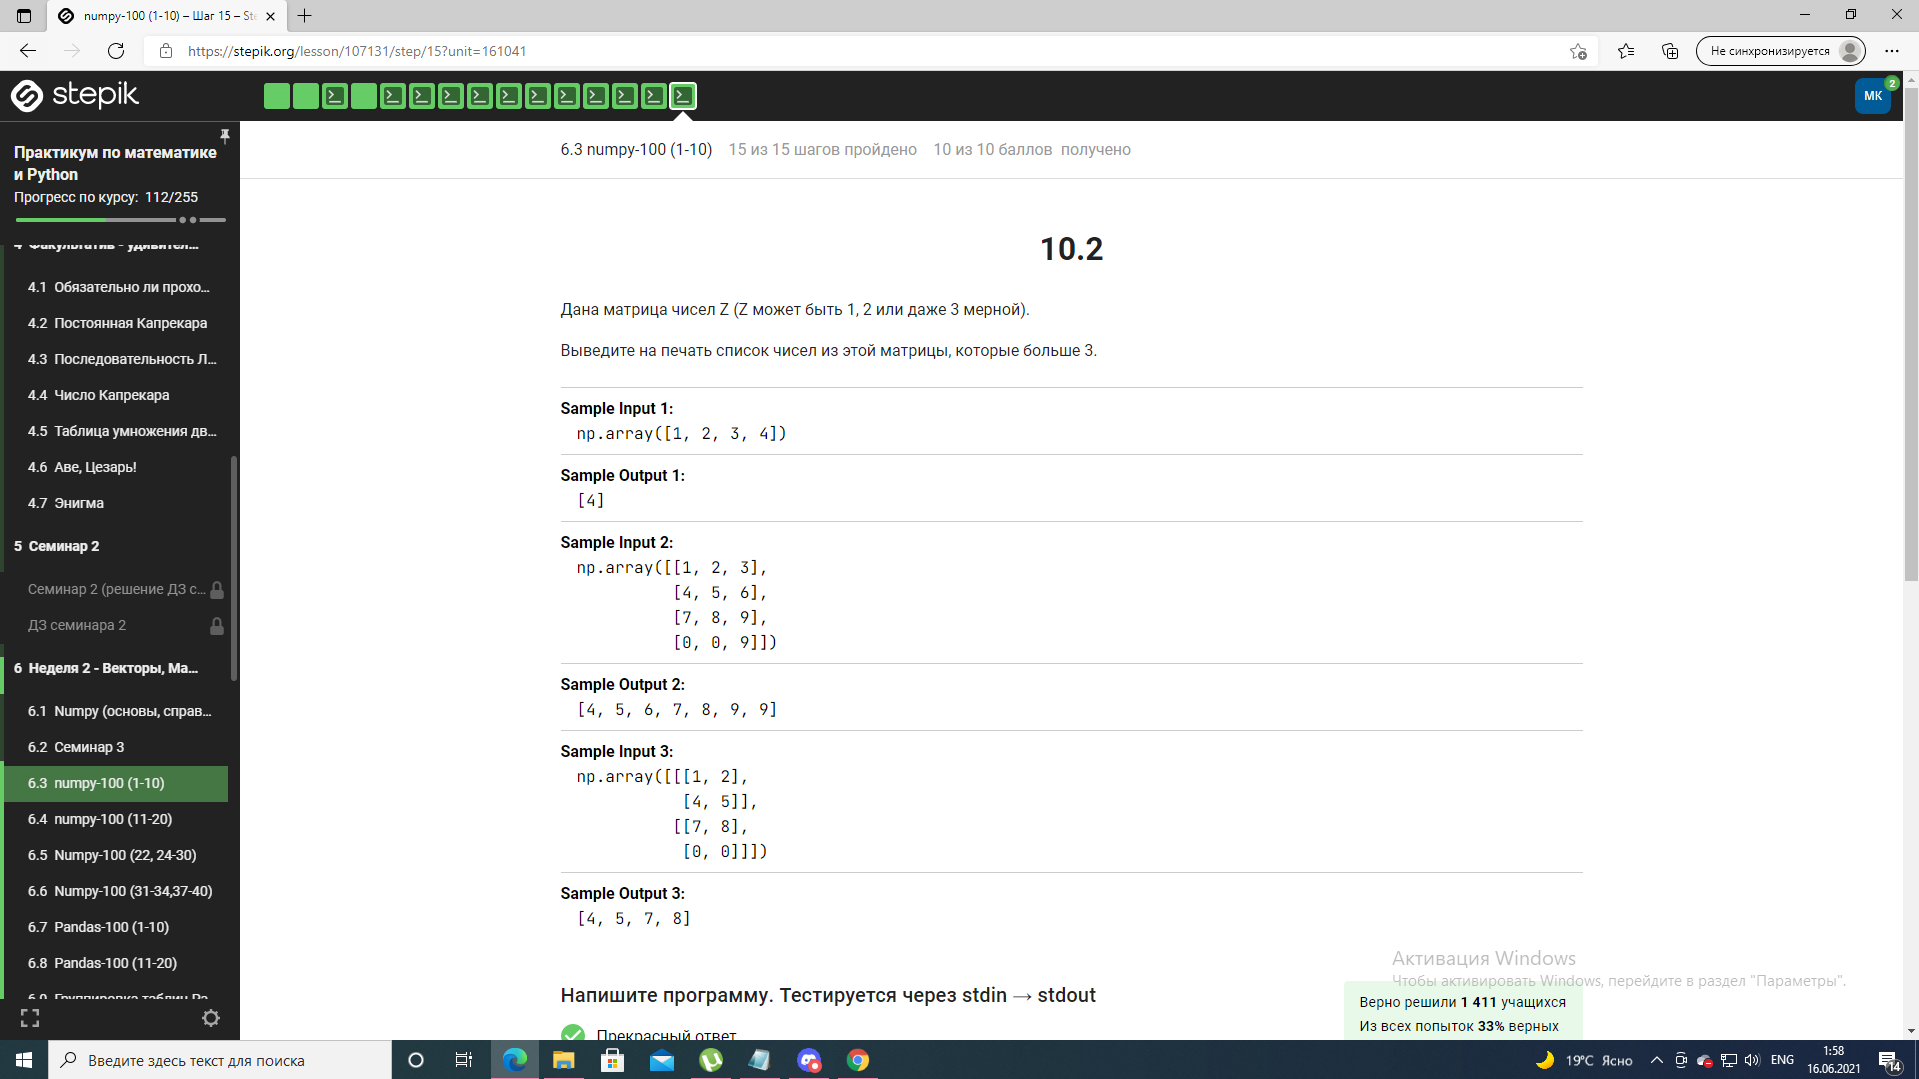 numpy-100 (1-10) – Шаг 15 – Ste
https://stepik.org/lesson/107131/step/15?unit=161041
Не синхронизируется
stepik
МК
2
Практикум по математике
и Python
Прогресс по курсу: 112/255
4 Факультатив - удивител...
4.1 Обязательно ли прохо...
4.2 Постоянная Капрекара
4.3 Последовательность Л...
4.4 Число Капрекара
4.5 Таблица умножения дв...
4.6 Аве, Цезарь!
4.7 Энигма
5 Семинар 2
Семинар 2 (решение ДЗ с...
ДЗ семинара 2
6 Неделя 2 - Векторы, Ма...
6.1 Numpy (основы, справ...
6.2 Семинар 3
6.3 numpy-100 (1-10)
6.4 numpy-100 (11-20)
6.5 Numpy-100 (22, 24-30)
6.6 Numpy-100 (31-34,37-40)
6.7 Pandas-100 (1-10)
6.8 Pandas-100 (11-20)
6.9 Группировка таблиц Pa...
6.3 numpy-100 (1-10) 15 из 15 шагов пройдено 10 из 10 баллов получено
10.2
Дана матрица чисел Z (Z может быть 1, 2 или даже 3 мерной).
Выведите на печать список чисел из этой матрицы, которые больше 3.
Sample Input 1:
np.array([1, 2, 3, 4])
Sample Output 1:
[4]
Sample Input 2:
np.array([[1, 2, 3],
[4, 5, 6],
[7, 8, 9],
[0, 0, 9]])
Sample Output 2:
[4, 5, 6, 7, 8, 9, 9]
Sample Input 3:
np.array([[[1, 2],
[4, 5]],
[[7, 8],
[0, 0]]])
Sample Output 3:
[4, 5, 7, 8]
Напишите программу. Тестируется через stdin → stdout
Прекрасный ответ
Активация Windows
Чтобы активировать Windows, перейдите в раздел "Параметры".
Верно решили 1 411 учащихся
Из всех попыток 33% верных
Введите здесь текст для поиска
19°C Ясно
ENG
1:58
16.06.2021
14